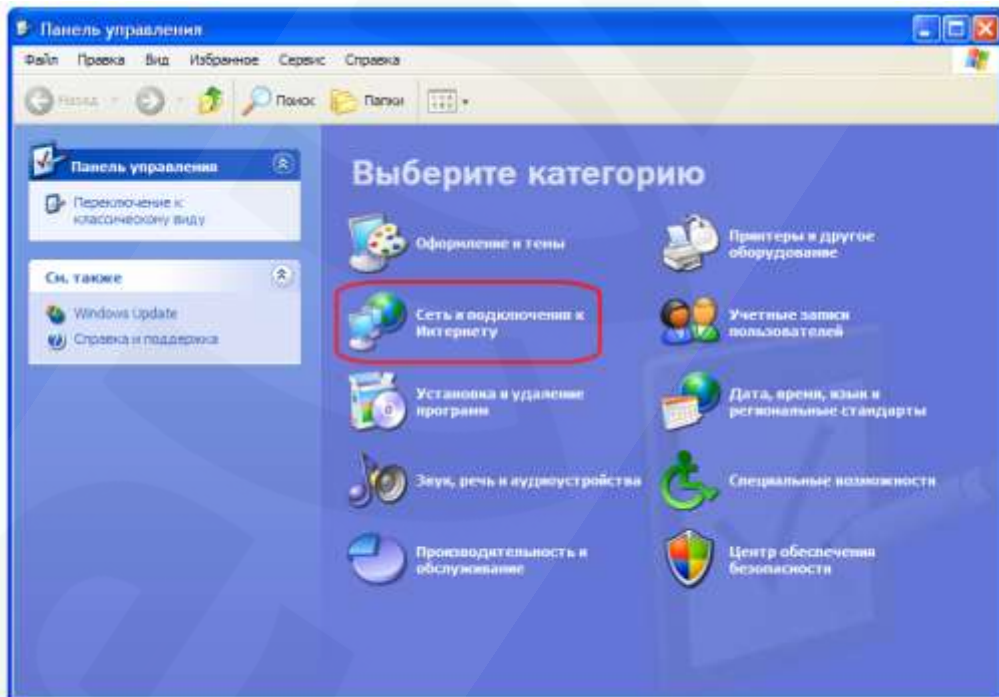 Панель управления
Файл Правка Вид Избранное Сервис Справка
Назад Поиск Папки
Панель управления
Переключение к
классическому виду
См. также
Windows Update
Справка и поддержка
Выберите категорию
Оформление и темы
Принтеры и другое
оборудование
Сеть и подключения к
Интернету
Учетные записи
пользователей
Установка и удаление
программ
Дата, время, язык и
региональные стандарты
Звук, речь и аудиоустройства
Специальные возможности
Производительность и
обслуживание
Центр обеспечения
безопасности